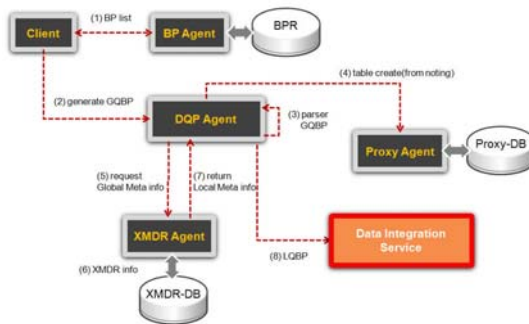 (1) BP list
Client
BP Agent
BPR
(4) table create(from noting)
(2) generate GQBP
(3) parser
GQBP
DQP Agent
Proxy Agent
Proxy-DB
(5) request
Global Meta info
(7) return
Local Meta info
XMDR Agent
Data Integration
Service
(8) LQBP
(6) XMDR info
XMDR-DB